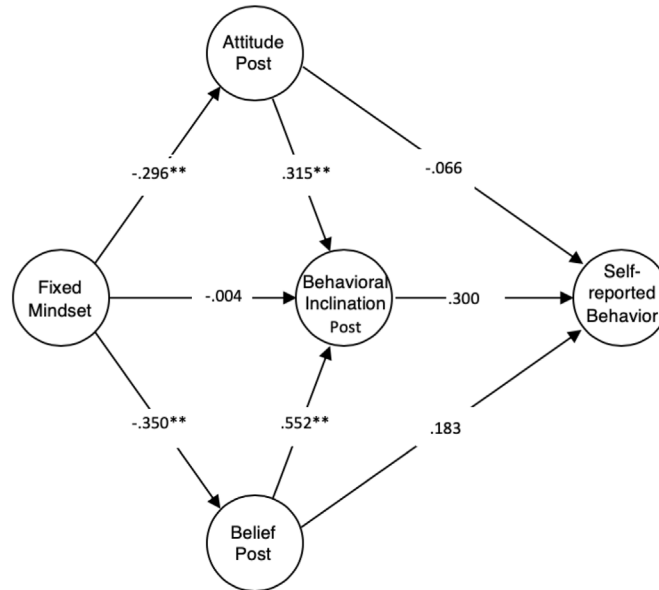 Attitude
Post
-.296**
.315**
-.066
Fixed
Mindset
-.004
Behavioral
Inclination
Post
.300
Self-
reported
Behavior
-.350**
.552**
.183
Belief
Post